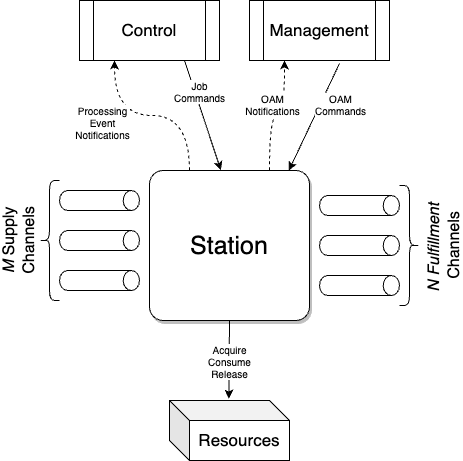 Control
Management
Job
Commands
Processing
Event
Notifications
OAM
Notifications
OAM
Commands
M Supply
Channels
Station
N Fulfillment
Channels
Acquire
Consume
Release
Resources